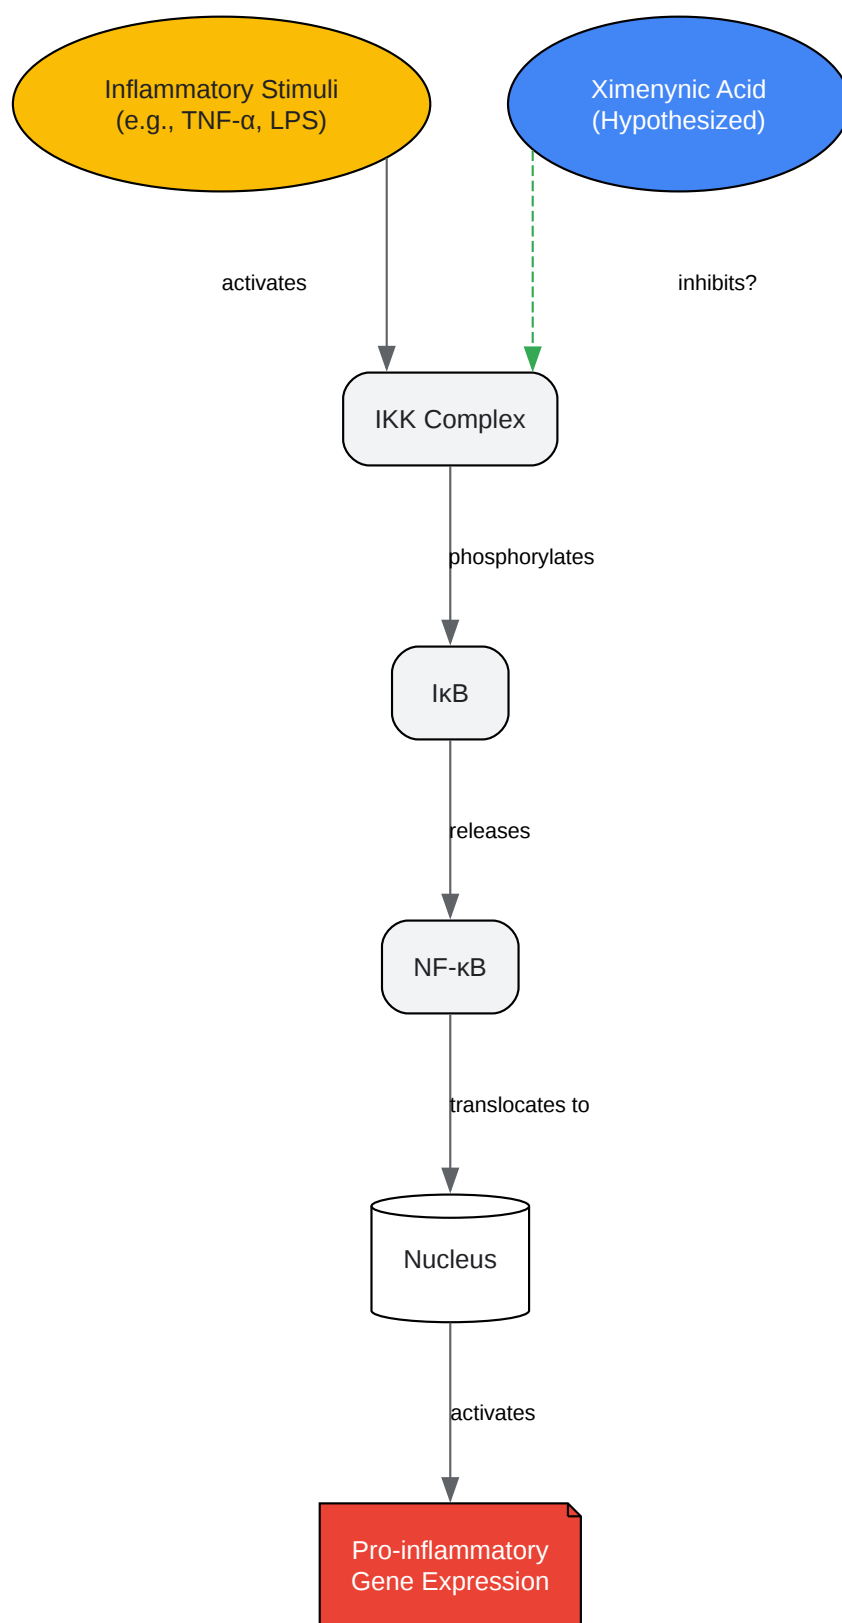 Inflammatory Stimuli
(e.g., TNF-α, LPS)
Ximenynic Acid
(Hypothesized)
activates
inhibits?
IKK Complex
phosphorylates
IκB
releases
NF-κB
translocates to
Nucleus
activates
Pro-inflammatory
Gene Expression